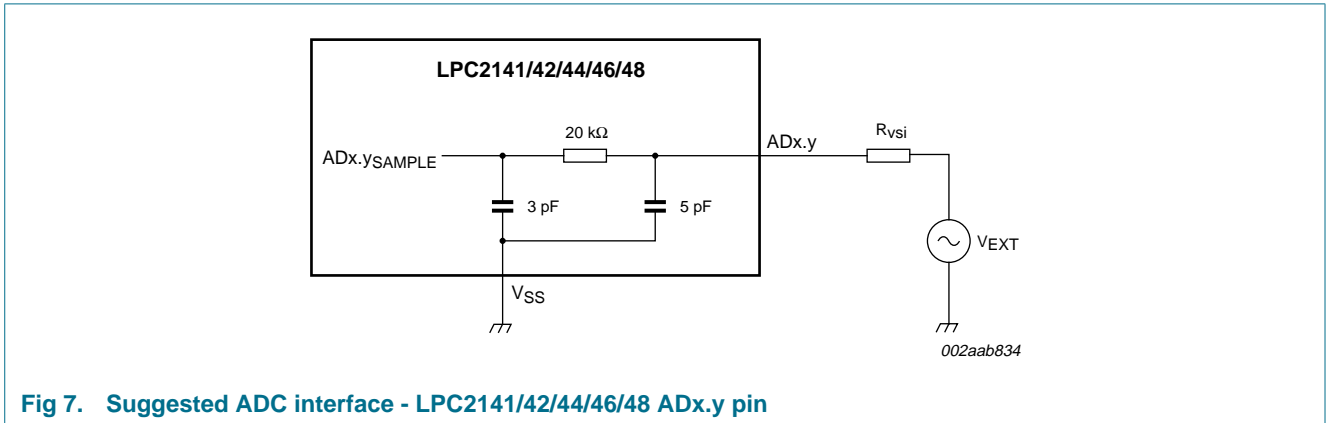 LPC2141/42/44/46/48
20 kΩ
ADx.y
Rvsi
ADx.ySAMPLE
3 pF
5 pF
VEXT
VSS
002aab834
Fig 7. Suggested ADC interface - LPC2141/42/44/46/48 ADx.y pin